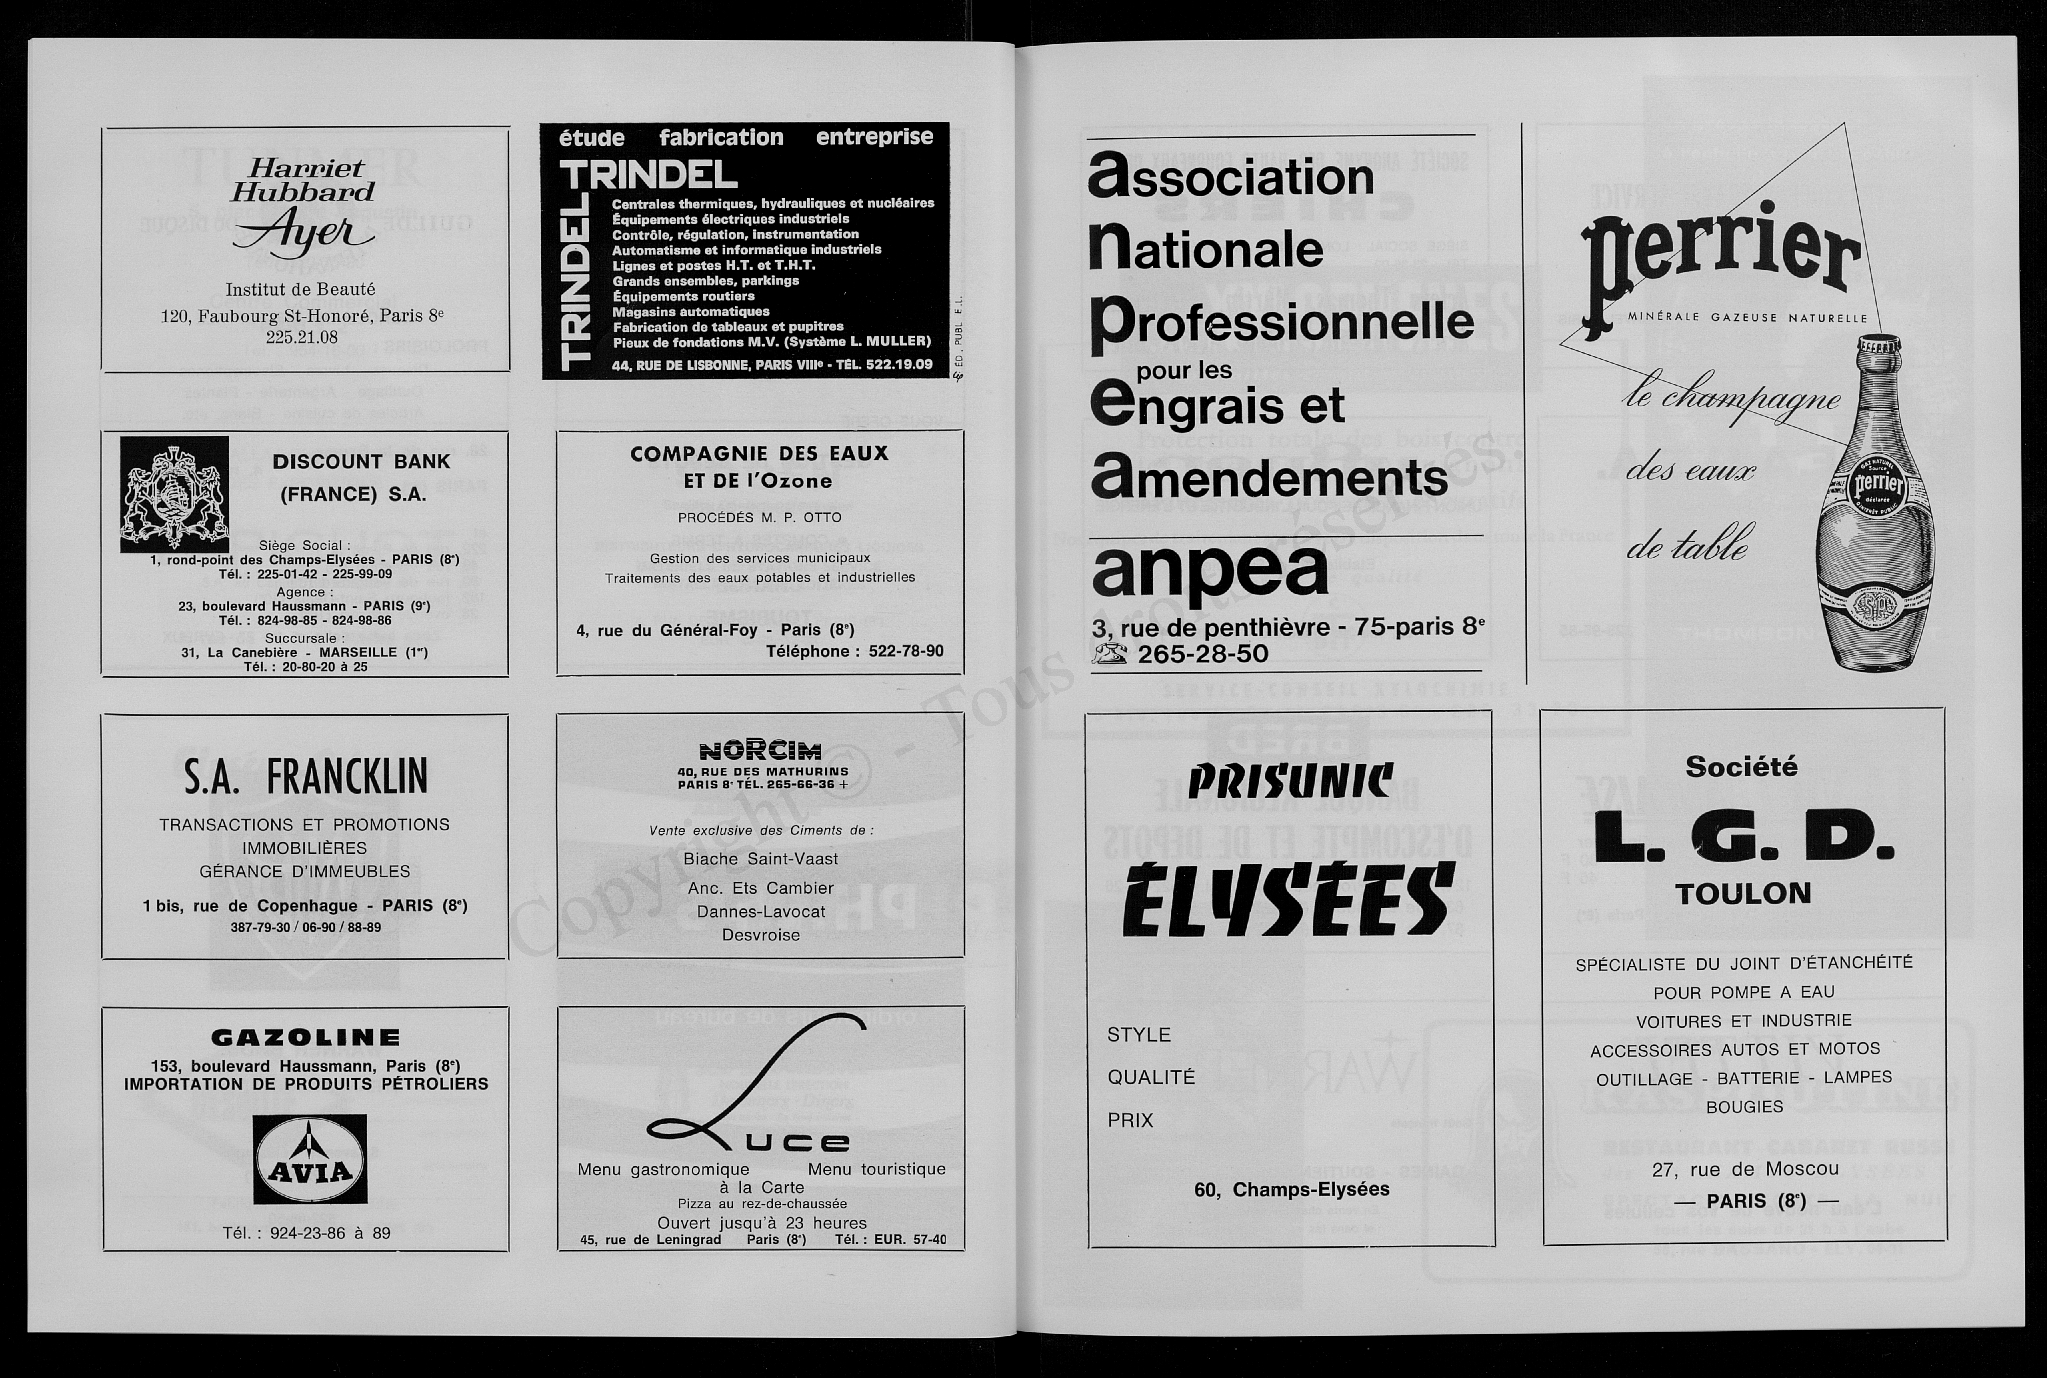 Harriet
Hubbard
Ayer
Institut de Beauté
120, Faubourg St-Honoré, Paris 8e
225.21.08
étude fabrication entreprise
TRINDEL
TRINDEL
Centrales thermiques, hydrauliques et nucléaires
Équipements électriques industriels
Contrôle, régulation, instrumentation
Automatisme et informatique industriels
Lignes et postes H.T. et T.H.T.
Grands ensembles, parkings
Équipements routiers
Magasins automatiques
Fabrication de tableaux et pupitres
Pieux de fondations M.V. (Système L. MULLER)
44, RUE DE LISBONNE, PARIS VIIIe - TÉL. 522.19.09
ÉD. PUBL E.L.
DISCOUNT BANK
(FRANCE) S.A.
Siège Social :
1, rond-point des Champs-Elysées - PARIS (8e)
Tél. : 225-01-42 - 225-99-09
Agence :
23, boulevard Haussmann - PARIS (9e)
Tél. : 824-98-85 - 824-98-86
Succursale :
31, La Canebière - MARSEILLE (1er)
Tél. : 20-80-20 à 25
COMPAGNIE DES EAUX
ET DE l'Ozone
PROCÉDÉS M. P. OTTO
Gestion des services municipaux
Traitements des eaux potables et industrielles
4, rue du Général-Foy - Paris (8e)
Téléphone : 522-78-90
S.A. FRANCKLIN
TRANSACTIONS ET PROMOTIONS
IMMOBILIÈRES
GÉRANCE D'IMMEUBLES
1 bis, rue de Copenhague - PARIS (8e)
387-79-30 / 06-90 / 88-89
NORCIM
40, RUE DES MATHURINS
PARIS 8e TÉL. 265-66-36 +
Vente exclusive des Ciments de :
Biache Saint-Vaast
Anc. Ets Cambier
Dannes-Lavocat
Desvroise
GAZOLINE
153, boulevard Haussmann, Paris (8e)
IMPORTATION DE PRODUITS PÉTROLIERS
AVIA
Tél. : 924-23-86 à 89
Luce
Menu gastronomique Menu touristique
à la Carte
Pizza au rez-de-chaussée
Ouvert jusqu'à 23 heures
45, rue de Leningrad Paris (8e) Tél. : EUR. 57-40
association
nationale
professionnelle
pour les
engrais et
amendements
anpea
3, rue de penthièvre - 75-paris 8e
265-28-50
perrier
MINÉRALE GAZEUSE NATURELLE
le champagne
des eaux
de table
GAZ NATUREL
Source
perrier
déclarée
D'INTÉRÊT PUBLIC
PRISUNIC
ÉLYSÉES
STYLE
QUALITÉ
PRIX
60, Champs-Elysées
Société
L. G. D.
TOULON
SPÉCIALISTE DU JOINT D'ÉTANCHÉITÉ
POUR POMPE A EAU
VOITURES ET INDUSTRIE
ACCESSOIRES AUTOS ET MOTOS
OUTILLAGE - BATTERIE - LAMPES
BOUGIES
27, rue de Moscou
— PARIS (8e) —
Copyright © - Tous droits réservés.